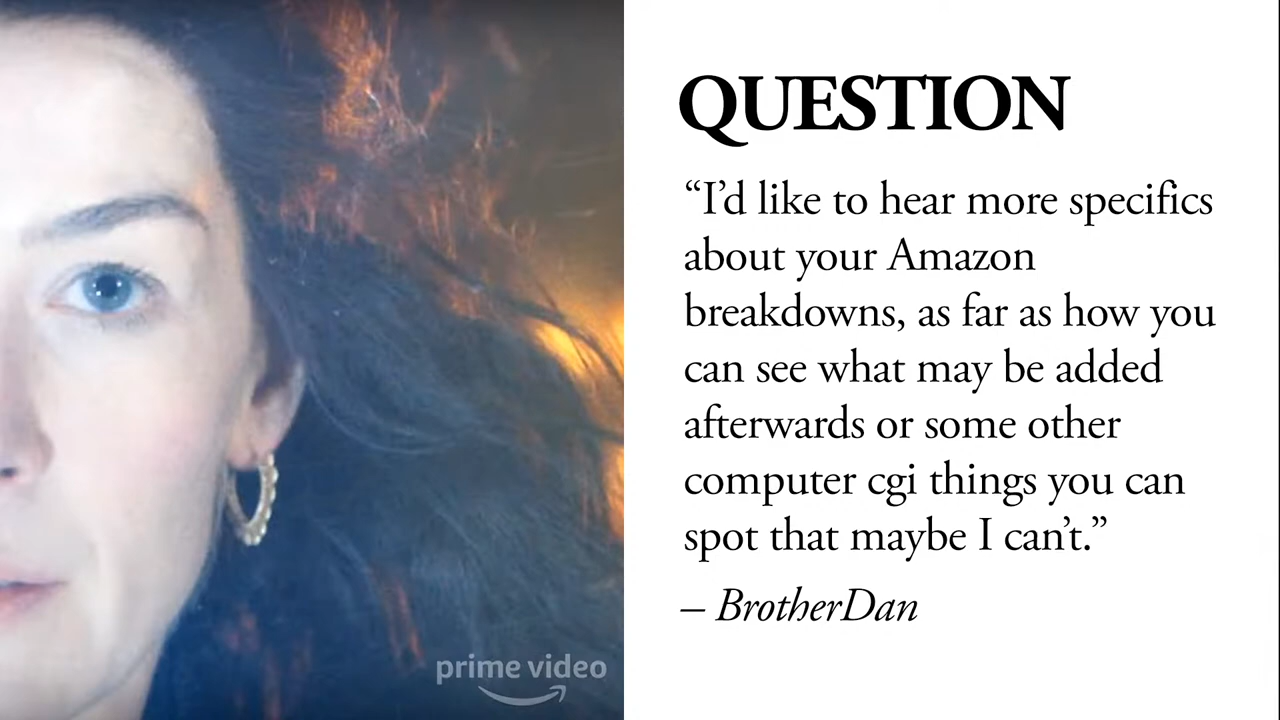 QUESTION
“I’d like to hear more specifics
about your Amazon
breakdowns, as far as how you
can see what may be added
afterwards or some other
computer cgi things you can
spot that maybe I can’t.”
– BrotherDan
prime video